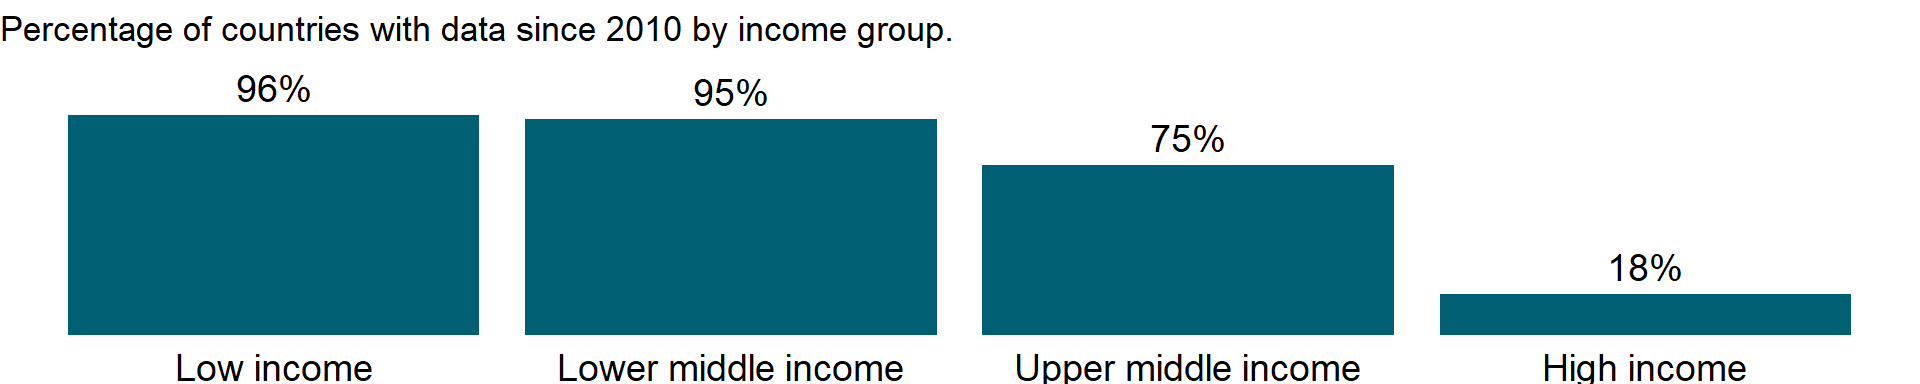 Percentage of countries with data since 2010 by income group.
96%
95%
75%
18%
Low income
Lower middle income
Upper middle income
High income